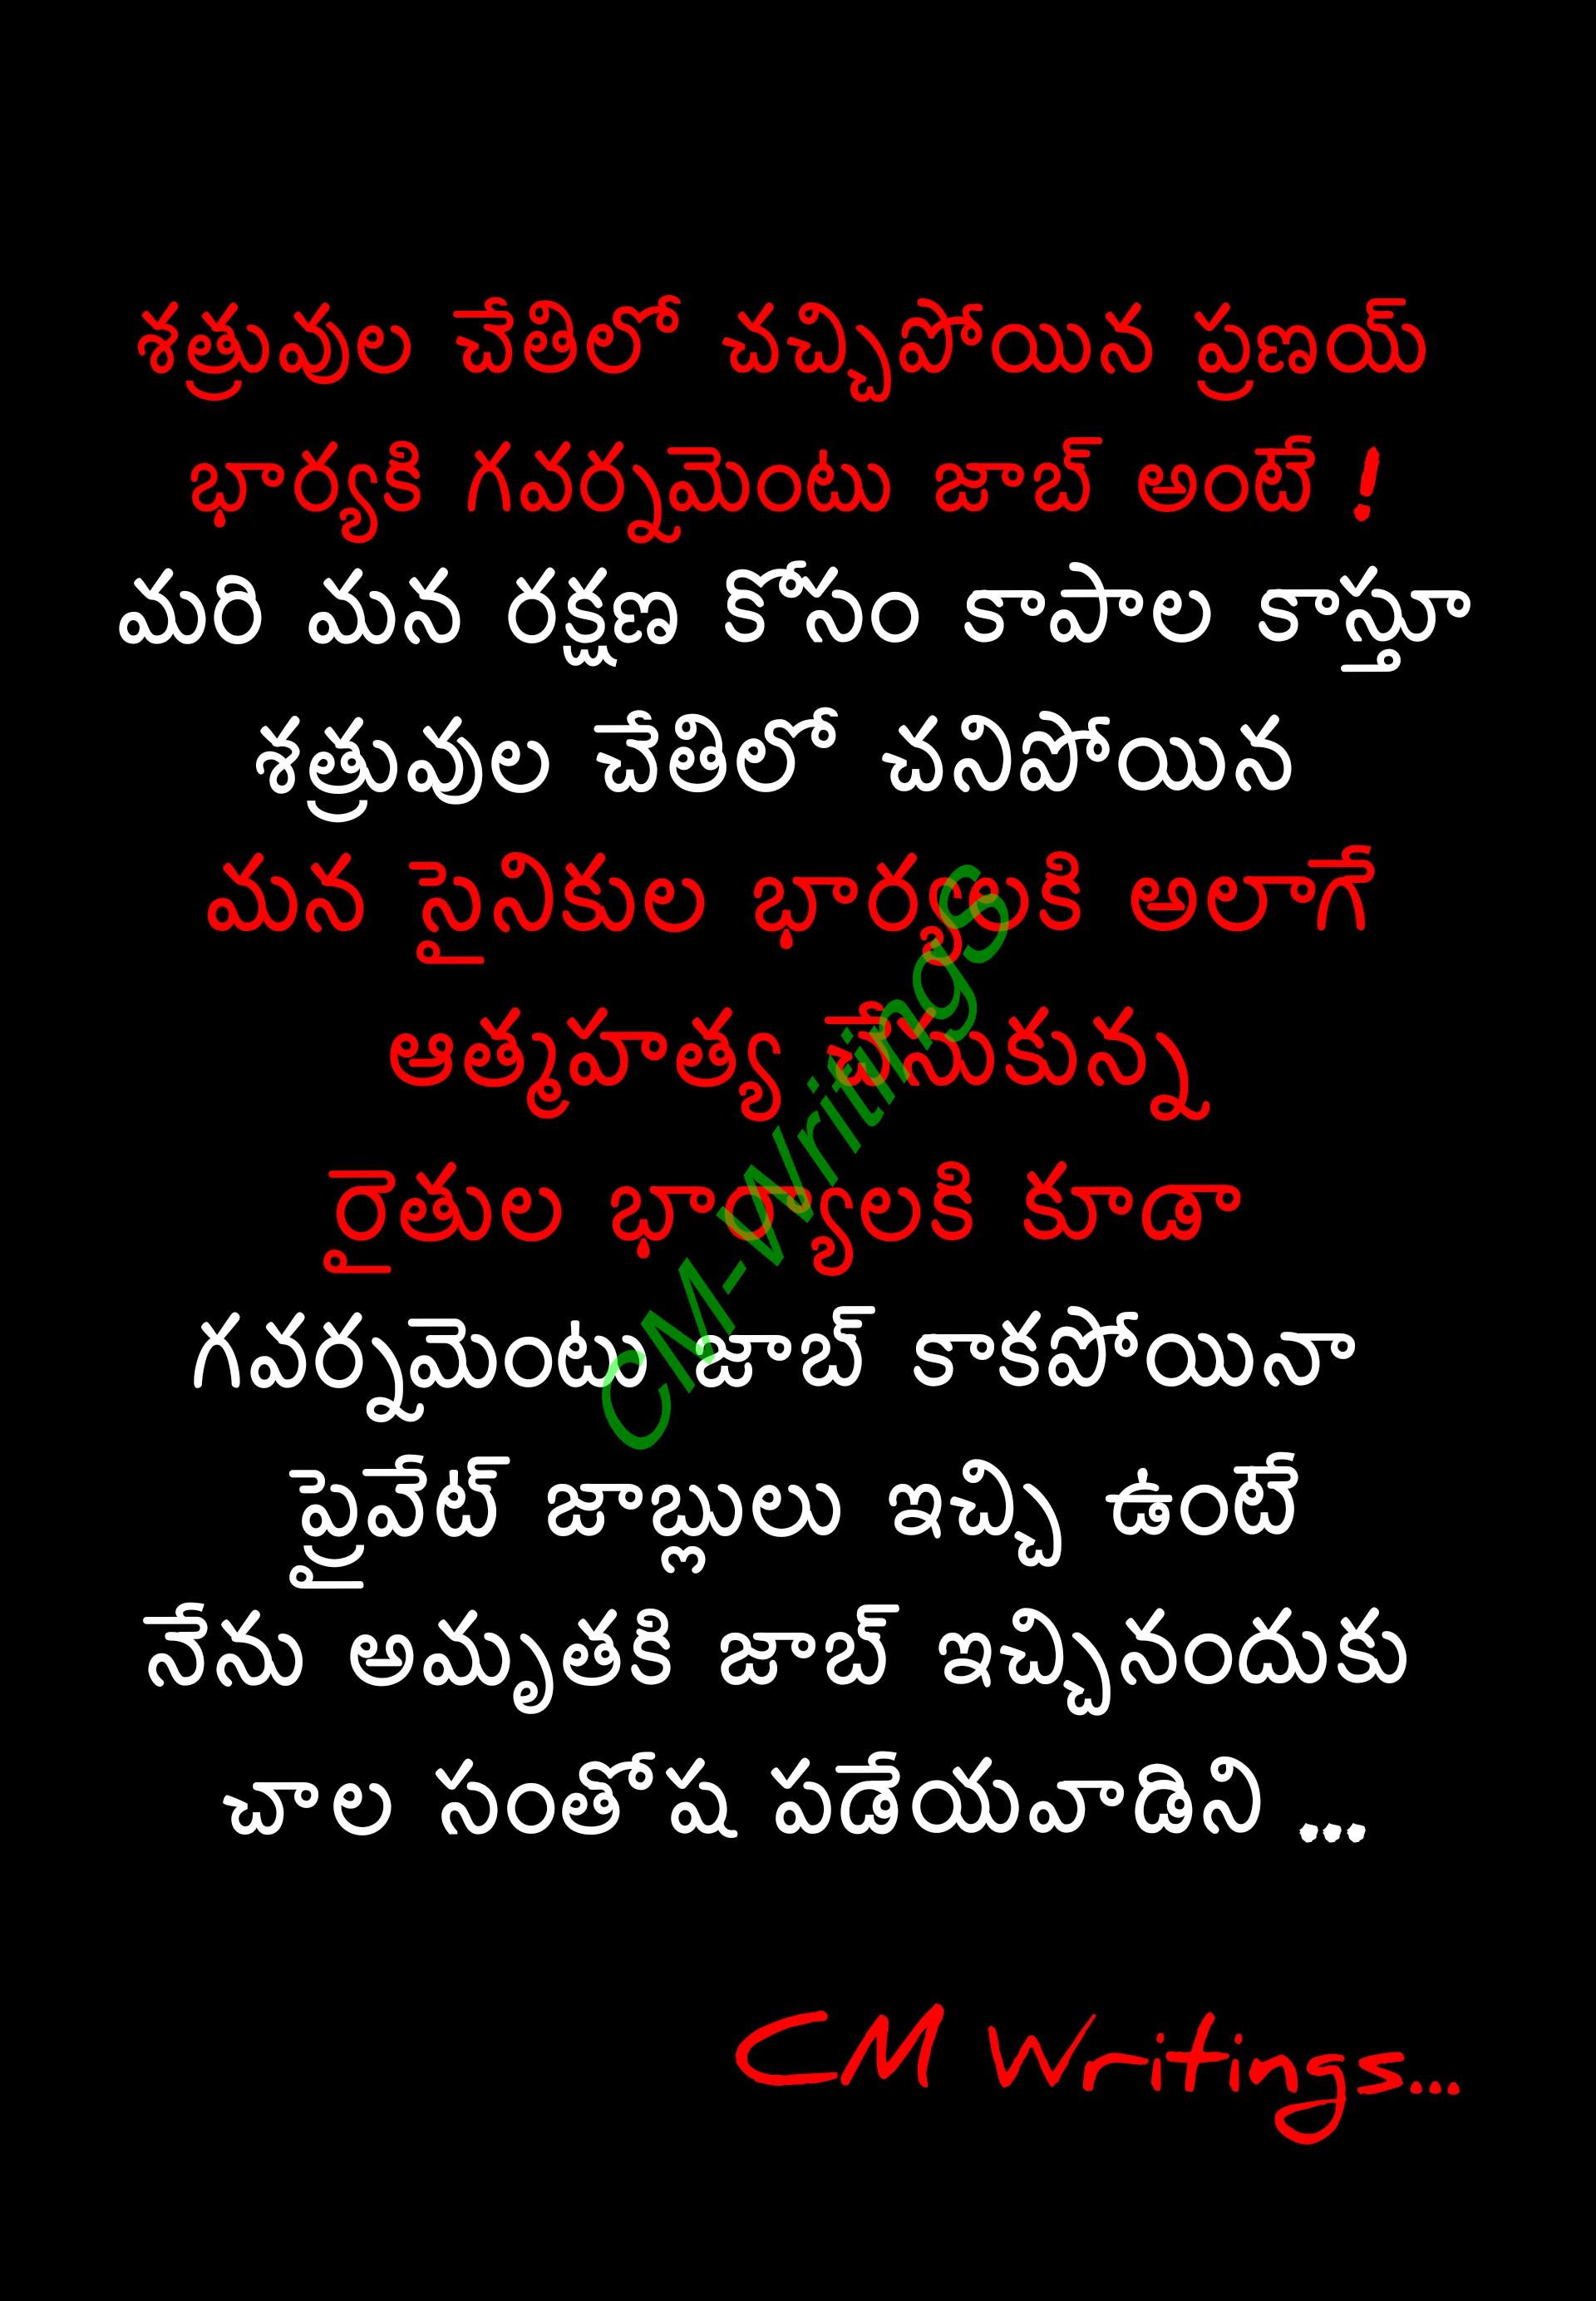 శత్రువుల చేతిలో చచ్చిపోయిన ప్రణయ్
భార్యకి గవర్నమెంటు జాబ్ అంటే !
మరి మన రక్షణ కోసం కాపాల కాస్తూ
శత్రువుల చేతిలో చనిపోయిన
మన సైనికుల భార్యలకి అలాగే
ఆత్మహత్య చేసుకున్న
రైతుల భార్యలకి కూడా
గవర్నమెంటు జాబ్ కాకపోయినా
ప్రైవేట్ జాబ్లులు ఇచ్చి ఉంటే
నేను అమృతకి జాబ్ ఇచ్చినందుకు
చాల సంతోష పడేయవాడిని ...
CM-Writings
CM Writings...